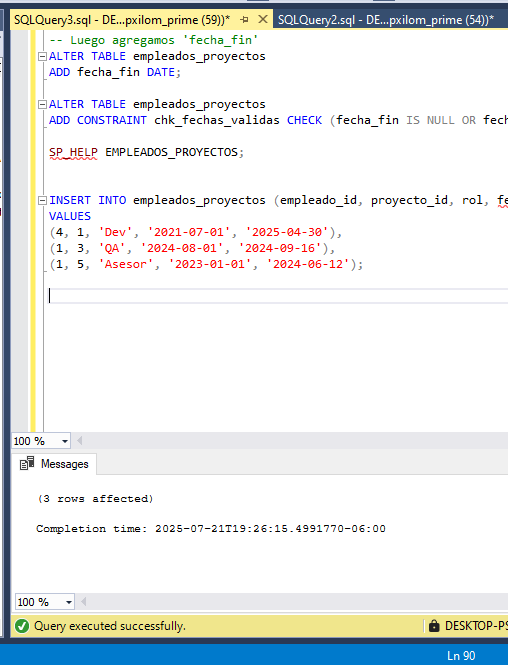 SQLQuery3.sql - DE...pxilom_prime (59))* SQLQuery2.sql - DE...pxilom_prime (54))*
-- Luego agregamos 'fecha_fin'
ALTER TABLE empleados_proyectos
ADD fecha_fin DATE;
ALTER TABLE empleados_proyectos
ADD CONSTRAINT chk_fechas_validas CHECK (fecha_fin IS NULL OR fech
SP_HELP EMPLEADOS_PROYECTOS;
INSERT INTO empleados_proyectos (empleado_id, proyecto_id, rol, fe
VALUES
(4, 1, 'Dev', '2021-07-01', '2025-04-30'),
(1, 3, 'QA', '2024-08-01', '2024-09-16'),
(1, 5, 'Asesor', '2023-01-01', '2024-06-12');
100 %
Messages
(3 rows affected)
Completion time: 2025-07-21T19:26:15.4991770-06:00
100 %
Query executed successfully. DESKTOP-PS
Ln 90